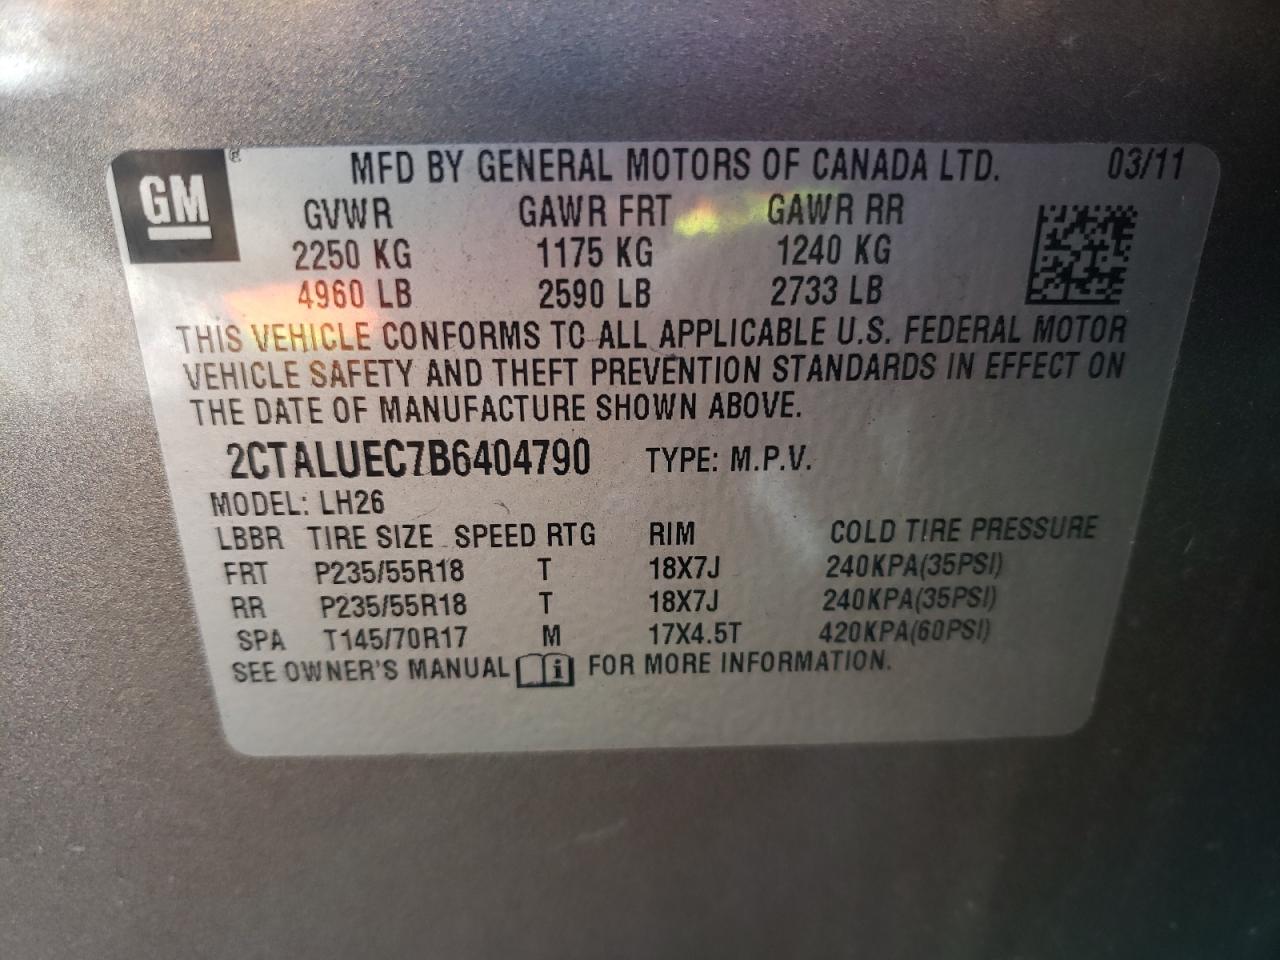 GM ® MFD BY GENERAL MOTORS OF CANADA LTD. 03/11
GVWR GAWR FRT GAWR RR
2250 KG 1175 KG 1240 KG
4960 LB 2590 LB 2733 LB
THIS VEHICLE CONFORMS TO ALL APPLICABLE U.S. FEDERAL MOTOR
VEHICLE SAFETY AND THEFT PREVENTION STANDARDS IN EFFECT ON
THE DATE OF MANUFACTURE SHOWN ABOVE.
2CTALUEC7B6404790 TYPE: M.P.V.
MODEL: LH26
LBBR TIRE SIZE SPEED RTG RIM COLD TIRE PRESSURE
FRT P235/55R18 T 18X7J 240KPA(35PSI)
RR P235/55R18 T 18X7J 240KPA(35PSI)
SPA T145/70R17 M 17X4.5T 420KPA(60PSI)
SEE OWNER'S MANUAL i FOR MORE INFORMATION.